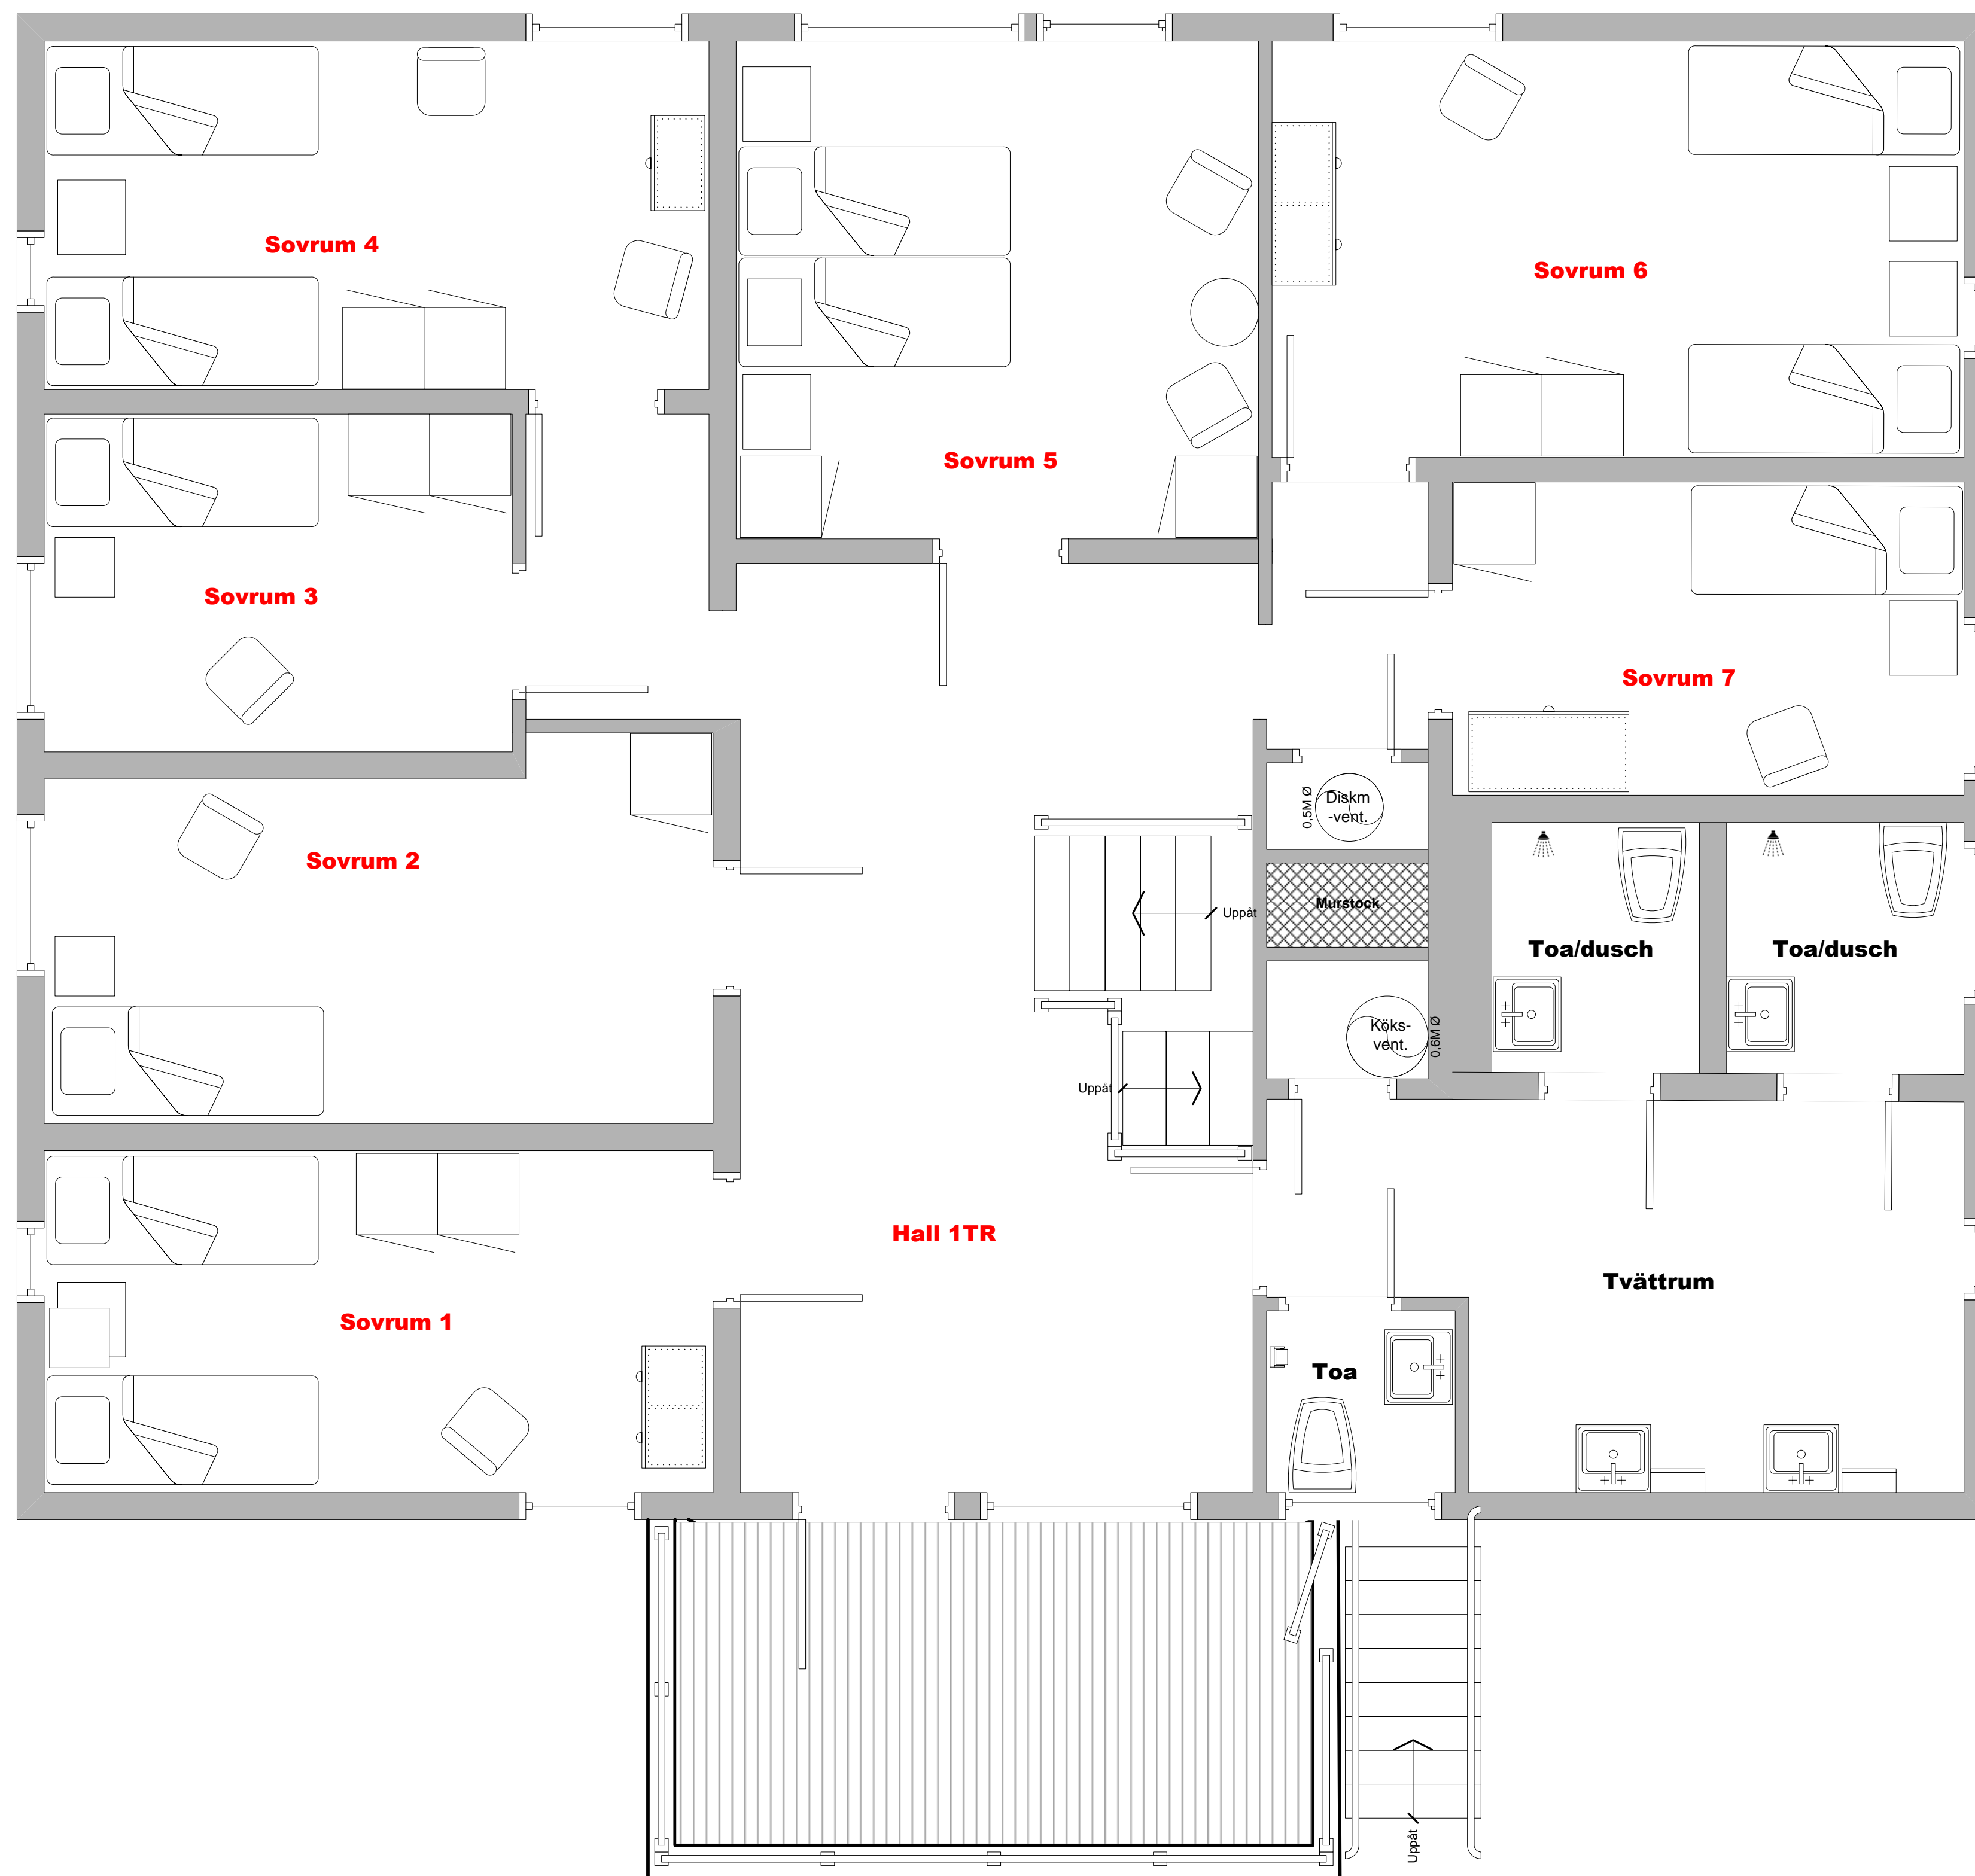 Sovrum 4
Sovrum 6
Sovrum 5
Sovrum 3
Sovrum 7
0,5M Ø
Diskm
-vent.
Sovrum 2
Murstock
Uppåt
Toa/dusch
Toa/dusch
Köks-
vent.
0,6M Ø
Uppåt
Hall 1TR
Tvättrum
Sovrum 1
Toa
Uppåt